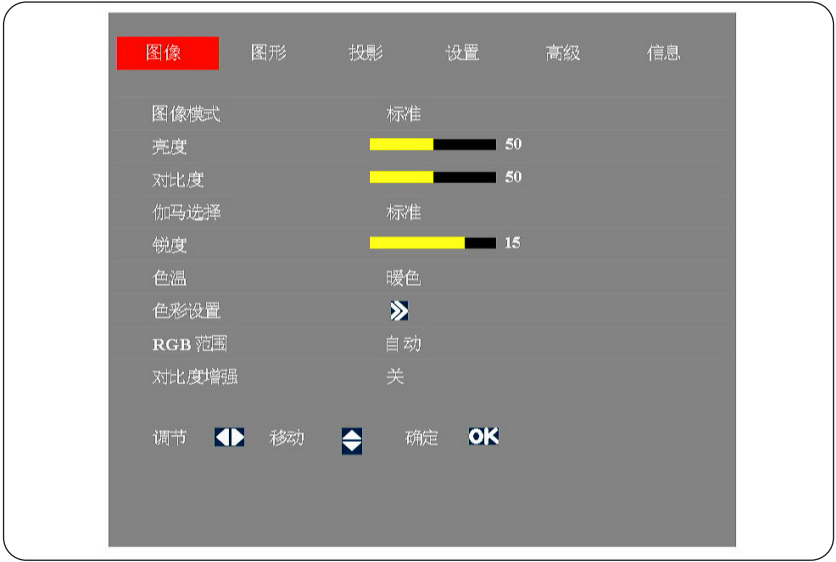 图像 图形 投影 设置 高级 信息
图像模式 标准
亮度 50
对比度 50
伽马选择 标准
锐度 15
色温 暖色
色彩设置
RGB 范围 自动
对比度增强 关
调节 移动 确定 OK